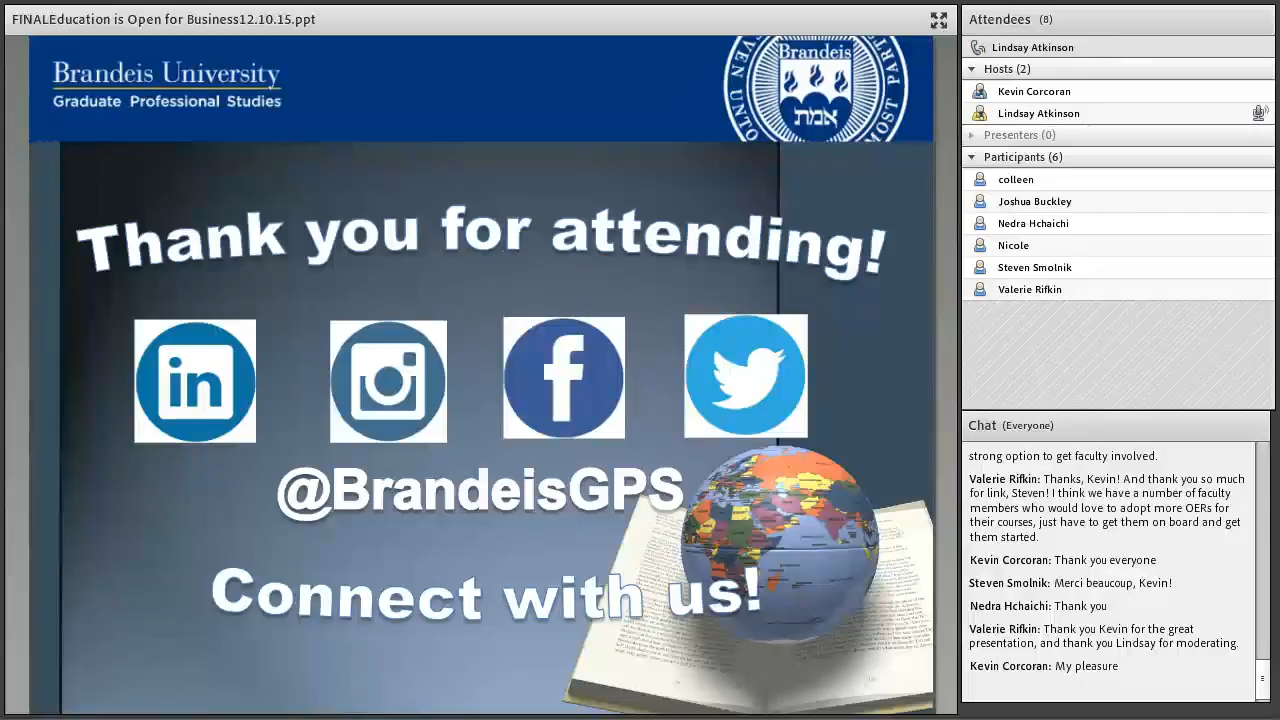 FINALEducation is Open for Business12.10.15.ppt
Brandeis University
Graduate Professional Studies
Brandeis
אמת
Thank you for attending!
in
f
@BrandeisGPS
Connect with us!
Attendees (8)
Lindsay Atkinson
Hosts (2)
Kevin Corcoran
Lindsay Atkinson
Presenters (0)
Participants (6)
colleen
Joshua Buckley
Nedra Hchaichi
Nicole
Steven Smolnik
Valerie Rifkin
Chat (Everyone)
strong option to get faculty involved.
Valerie Rifkin: Thanks, Kevin! And thank you so much
for link, Steven! I think we have a number of faculty
members who would love to adopt more OERs for
their courses, just have to get them on board and get
them started.
Kevin Corcoran: Thank you everyone.
Steven Smolnik: Merci beaucoup, Kevin!
Nedra Hchaichi: Thank you
Valerie Rifkin: Thank you Kevin for the great
presentation, and thank you Lindsay for moderating
Kevin Corcoran: My pleasure